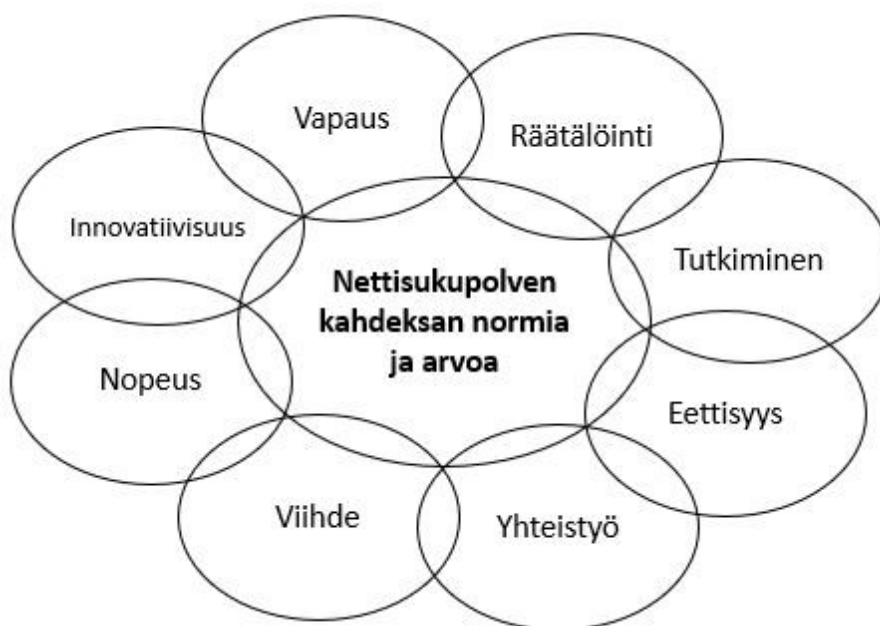 Vapaus
Räätälöinti
Innovatiivisuus
Tutkiminen
Nettisukupolven
kahdeksan normia
ja arvoa
Nopeus
Eettisyys
Viihde
Yhteistyö